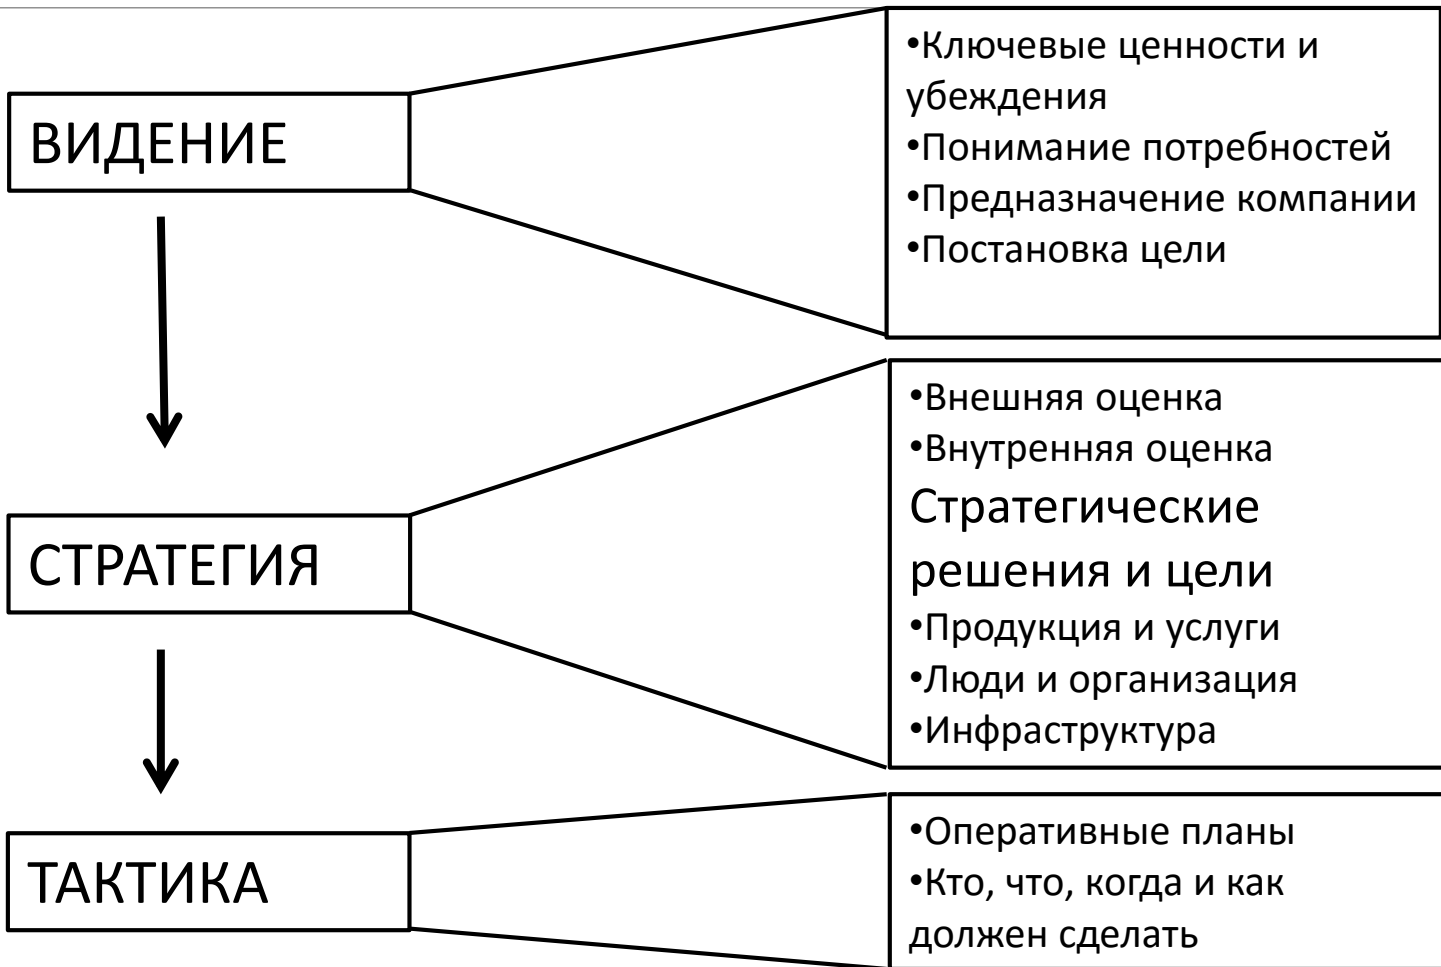 ВИДЕНИЕ
•Ключевые ценности и
убеждения
•Понимание потребностей
•Предназначение компании
•Постановка цели
СТРАТЕГИЯ
•Внешняя оценка
•Внутренняя оценка
Стратегические
решения и цели
•Продукция и услуги
•Люди и организация
•Инфраструктура
ТАКТИКА
•Оперативные планы
•Кто, что, когда и как
должен сделать